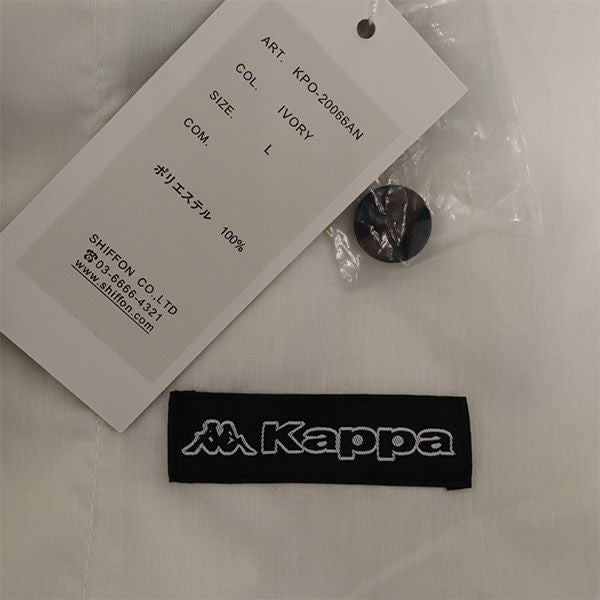 ART. KPO-20066AN
COL. IVORY
SIZE. L
COM.
ポリエステル 100%
SHIFFON CO.,LTD
☎03-6666-4321
www.shiffon.com
Kappa